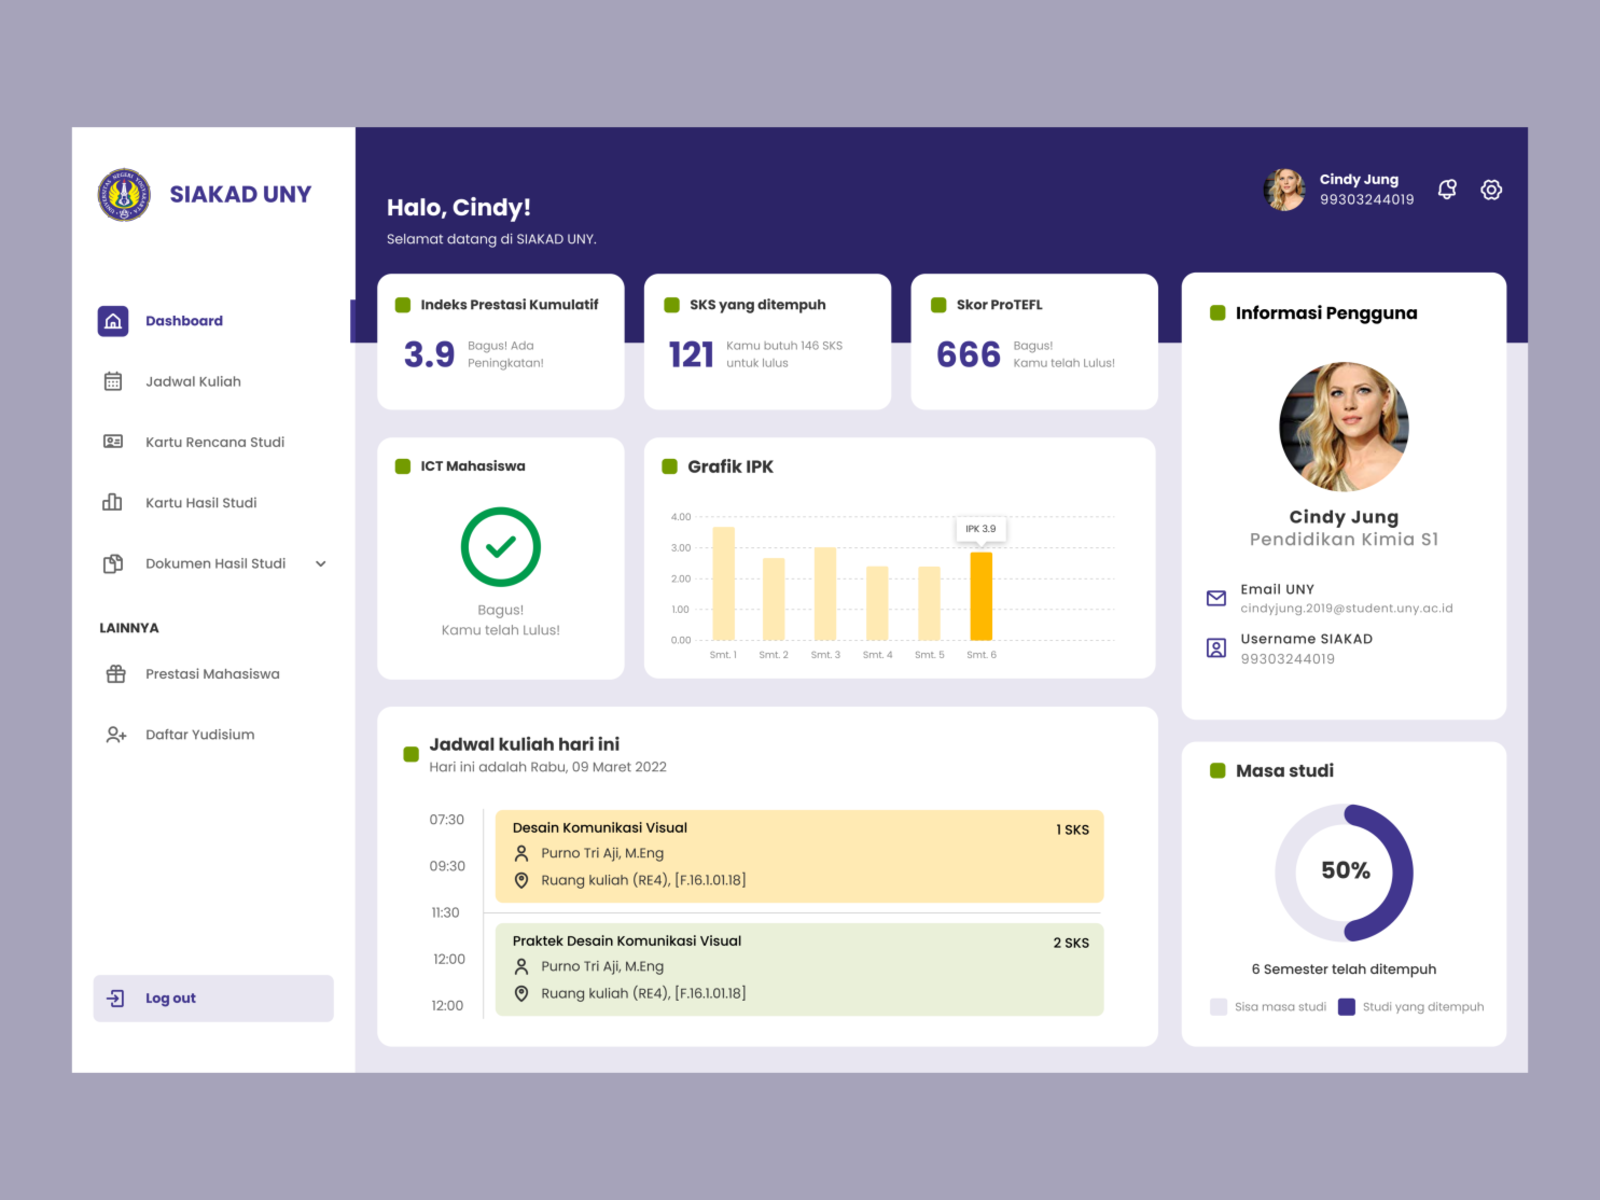 UNIVERSITAS NEGERI YOGYAKARTA
SIAKAD UNY
Dashboard
Jadwal Kuliah
Kartu Rencana Studi
Kartu Hasil Studi
Dokumen Hasil Studi
LAINNYA
Prestasi Mahasiswa
Daftar Yudisium
Log out
Halo, Cindy!
Selamat datang di SIAKAD UNY.
Cindy Jung
99303244019
Indeks Prestasi Kumulatif
3.9
Bagus! Ada
Peningkatan!
SKS yang ditempuh
121
Kamu butuh 146 SKS
untuk lulus
Skor ProTEFL
666
Bagus!
Kamu telah Lulus!
ICT Mahasiswa
Bagus!
Kamu telah Lulus!
Grafik IPK
4.00
3.00
2.00
1.00
0.00
IPK 3.9
Smt. 1
Smt. 2
Smt. 3
Smt. 4
Smt. 5
Smt. 6
Jadwal kuliah hari ini
Hari ini adalah Rabu, 09 Maret 2022
07:30
09:30
11:30
12:00
12:00
Desain Komunikasi Visual
1 SKS
Purno Tri Aji, M.Eng
Ruang kuliah (RE4), [F.16.1.01.18]
Praktek Desain Komunikasi Visual
2 SKS
Purno Tri Aji, M.Eng
Ruang kuliah (RE4), [F.16.1.01.18]
Informasi Pengguna
Cindy Jung
Pendidikan Kimia S1
Email UNY
cindyjung.2019@student.uny.ac.id
Username SIAKAD
99303244019
Masa studi
50%
6 Semester telah ditempuh
Sisa masa studi
Studi yang ditempuh